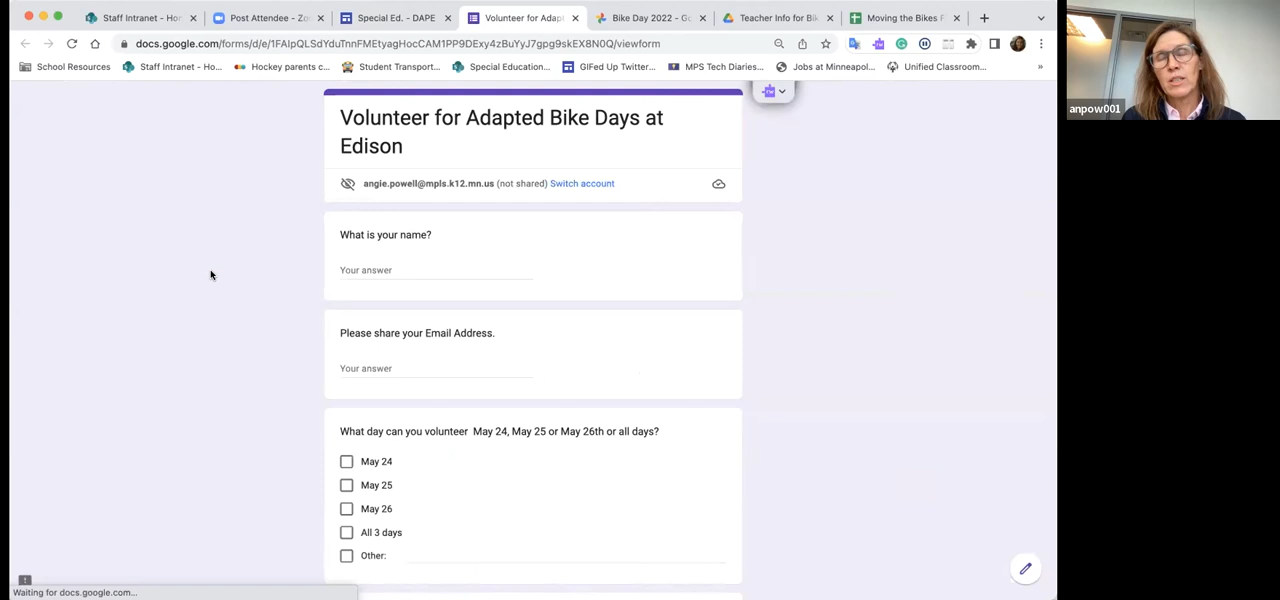 Staff Intranet - Hor
Post Attendee - Zo
Special Ed. - DAPE
Volunteer for Adap
Bike Day 2022 - Go
Teacher Info for Bik
Moving the Bikes F
docs.google.com/forms/d/e/1FAIpQLSdYduTnnFMEtyagHocCAM1PP9DExy4zBuYyJ7gpg9skEX8N0Q/viewform
School Resources
Staff Intranet - Ho...
Hockey parents c...
Student Transport...
Special Education...
GIFed Up Twitter...
MPS Tech Diaries...
Jobs at Minneapol...
Unified Classroom...
»
Volunteer for Adapted Bike Days at
Edison
angie.powell@mpls.k12.mn.us (not shared) Switch account
What is your name?
Your answer
Please share your Email Address.
Your answer
What day can you volunteer May 24, May 25 or May 26th or all days?
May 24
May 25
May 26
All 3 days
Other:
Waiting for docs.google.com...
anpow001